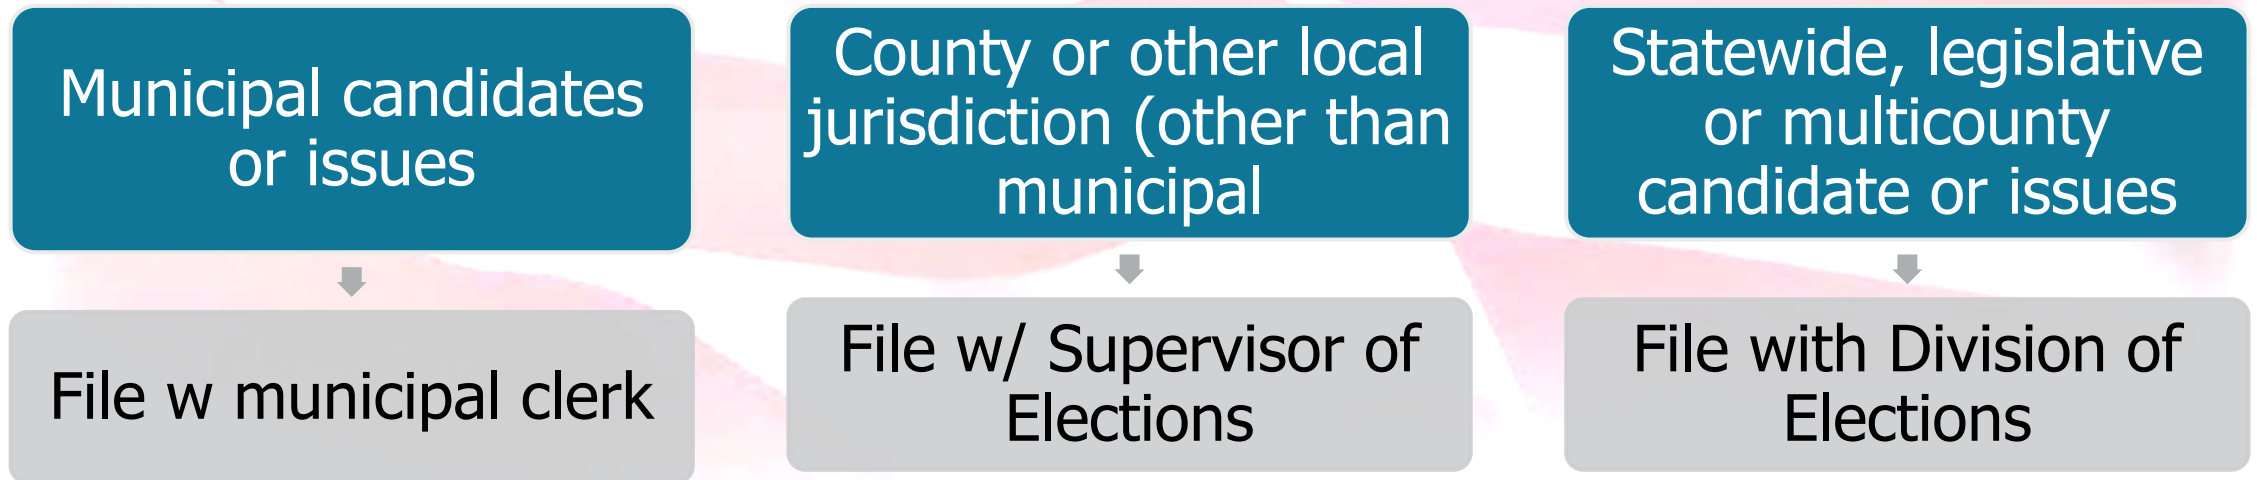 Municipal candidates
or issues
File w municipal clerk
County or other local
jurisdiction (other than
municipal
File w/ Supervisor of
Elections
Statewide, legislative
or multicounty
candidate or issues
File with Division of
Elections